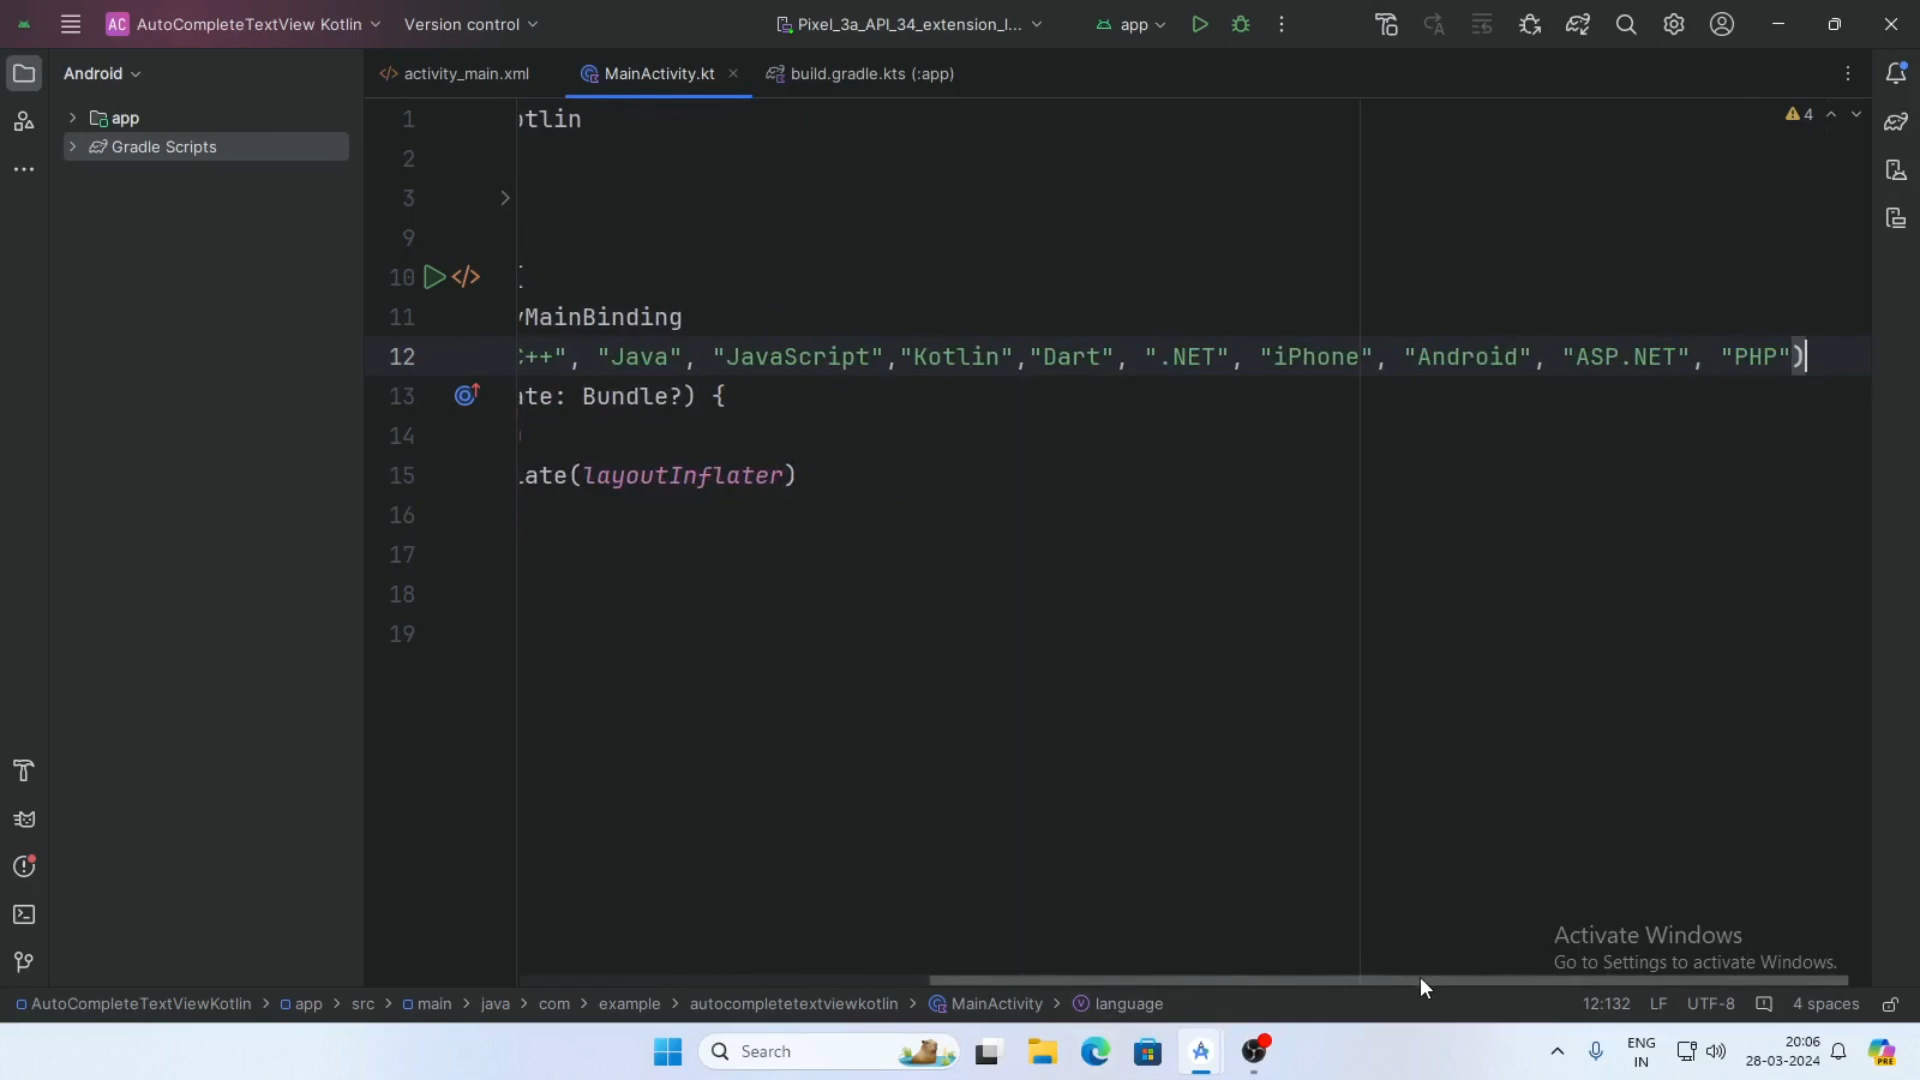 AC AutoCompleteTextView Kotlin Version control Pixel_3a_API_34_extension_l... app
Android activity_main.xml MainActivity.kt build.gradle.kts (:app)
app
Gradle Scripts
1 otlin 4
2
3
9
10 {
11 yMainBinding
12 C++", "Java", "JavaScript","Kotlin","Dart", ".NET", "iPhone", "Android", "ASP.NET", "PHP")
13 ate: Bundle?) {
14
15 late(layoutInflater)
16
17
18
19
Activate Windows
Go to Settings to activate Windows.
AutoCompleteTextViewKotlin > app > src > main > java > com > example > autocompletetextviewkotlin > MainActivity > language 12:132 LF UTF-8 4 spaces
Search ENG IN 20:06 28-03-2024 PRE